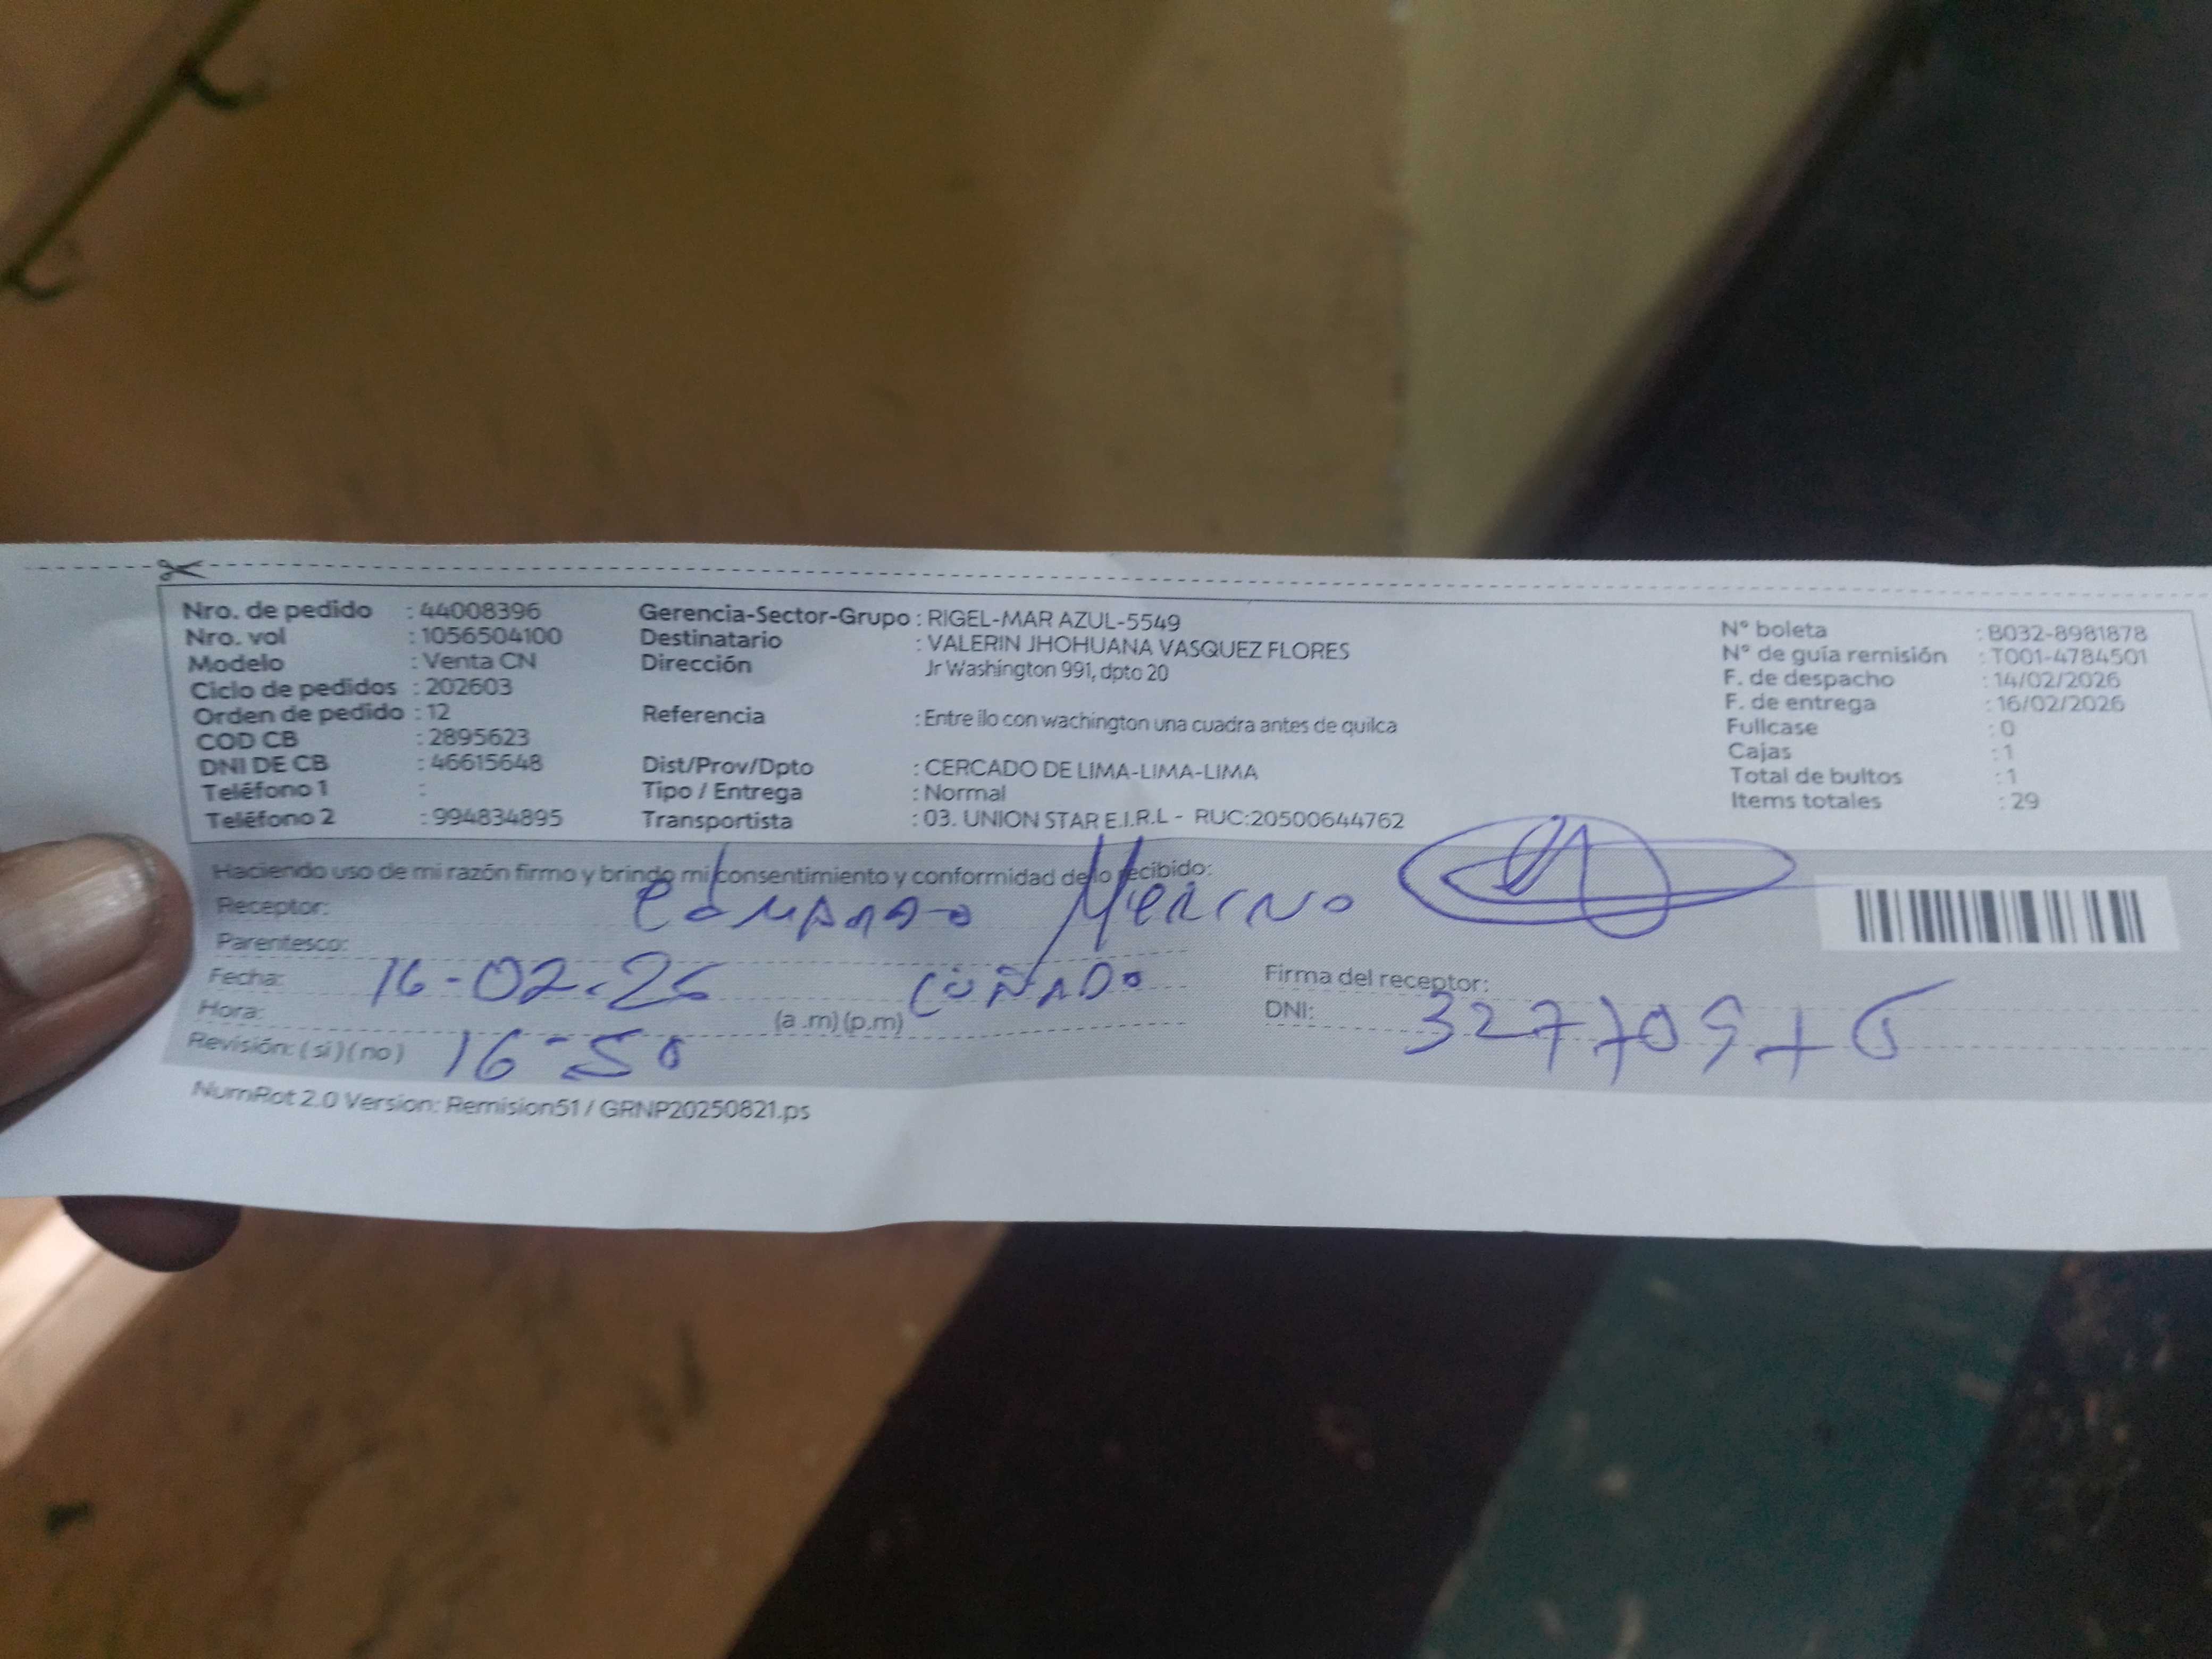 Nro. de pedido : 44008396
Nro. vol : 1056504100
Modelo : Venta CN
Ciclo de pedidos : 202603
Orden de pedido : 12
COD CB : 2895623
DNI DE CB : 46615648
Teléfono 1 :
Teléfono 2 : 994834895
Gerencia-Sector-Grupo : RIGEL-MAR AZUL-5549
Destinatario : VALERIN JHOHUANA VASQUEZ FLORES
Dirección Jr Washington 991, dpto 20
Referencia : Entre ilo con wachington una cuadra antes de quilca
Dist/Prov/Dpto : CERCADO DE LIMA-LIMA-LIMA
Tipo / Entrega : Normal
Transportista : 03. UNION STAR E.I.R.L - RUC:20500644762
N° boleta : B032-8981878
N° de guía remisión : T001-4784501
F. de despacho : 14/02/2026
F. de entrega : 16/02/2026
Fullcase : 0
Cajas : 1
Total de bultos : 1
Items totales : 29
Haciendo uso de mi razón firmo y brindo mi consentimiento y conformidad de lo recibido:
Receptor: Merino
Parentesco: CUÑADO
Fecha: 16-02-26
Hora: (a .m) (p.m)
Revisión: ( si ) ( no ) 16-50
Firma del receptor:
DNI:
NumRot 2.0 Version: Remision51 / GRNP20250821.ps